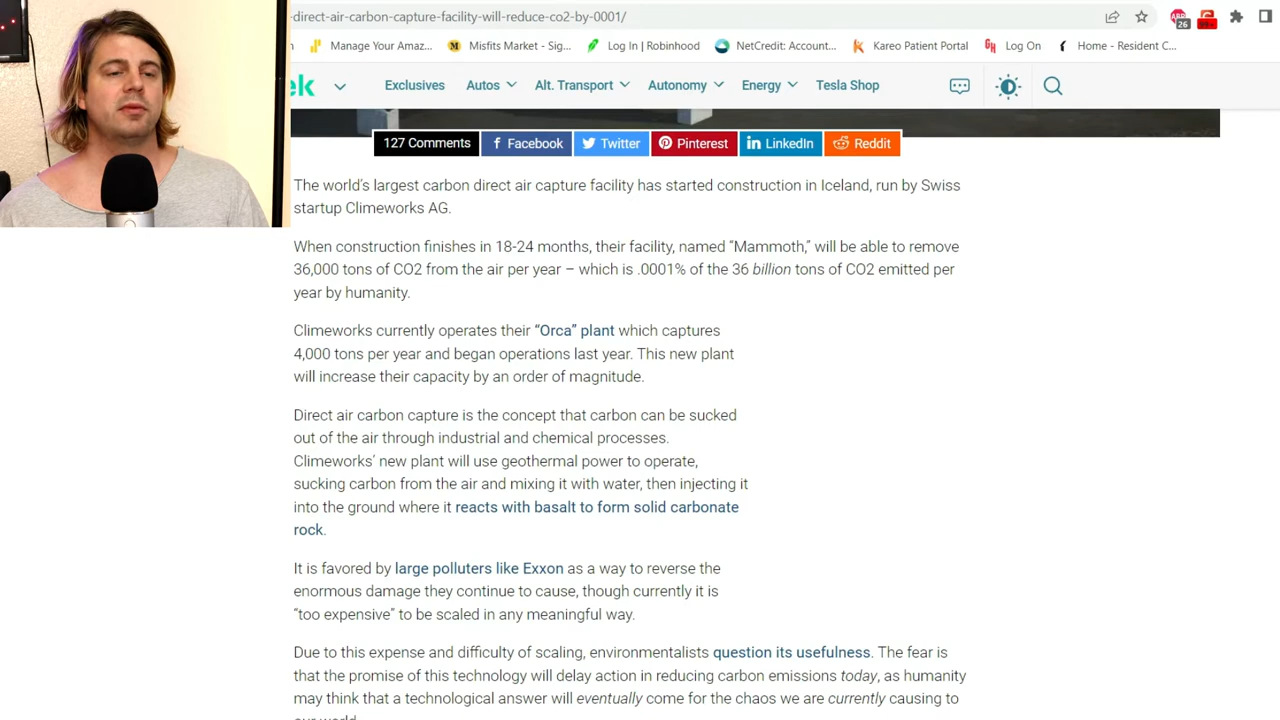 -direct-air-carbon-capture-facility-will-reduce-co2-by-0001/
26
Manage Your Amaz...
Misfits Market - Sig...
Log In | Robinhood
NetCredit: Account...
Kareo Patient Portal
Log On
Home - Resident C...
ek
Exclusives
Autos
Alt. Transport
Autonomy
Energy
Tesla Shop
127 Comments
Facebook
Twitter
Pinterest
LinkedIn
Reddit
The world's largest carbon direct air capture facility has started construction in Iceland, run by Swiss
startup Climeworks AG.
When construction finishes in 18-24 months, their facility, named “Mammoth,” will be able to remove
36,000 tons of CO2 from the air per year – which is .0001% of the 36 billion tons of CO2 emitted per
year by humanity.
Climeworks currently operates their “Orca” plant which captures
4,000 tons per year and began operations last year. This new plant
will increase their capacity by an order of magnitude.
Direct air carbon capture is the concept that carbon can be sucked
out of the air through industrial and chemical processes.
Climeworks’ new plant will use geothermal power to operate,
sucking carbon from the air and mixing it with water, then injecting it
into the ground where it reacts with basalt to form solid carbonate
rock.
It is favored by large polluters like Exxon as a way to reverse the
enormous damage they continue to cause, though currently it is
“too expensive” to be scaled in any meaningful way.
Due to this expense and difficulty of scaling, environmentalists question its usefulness. The fear is
that the promise of this technology will delay action in reducing carbon emissions today, as humanity
may think that a technological answer will eventually come for the chaos we are currently causing to
our world